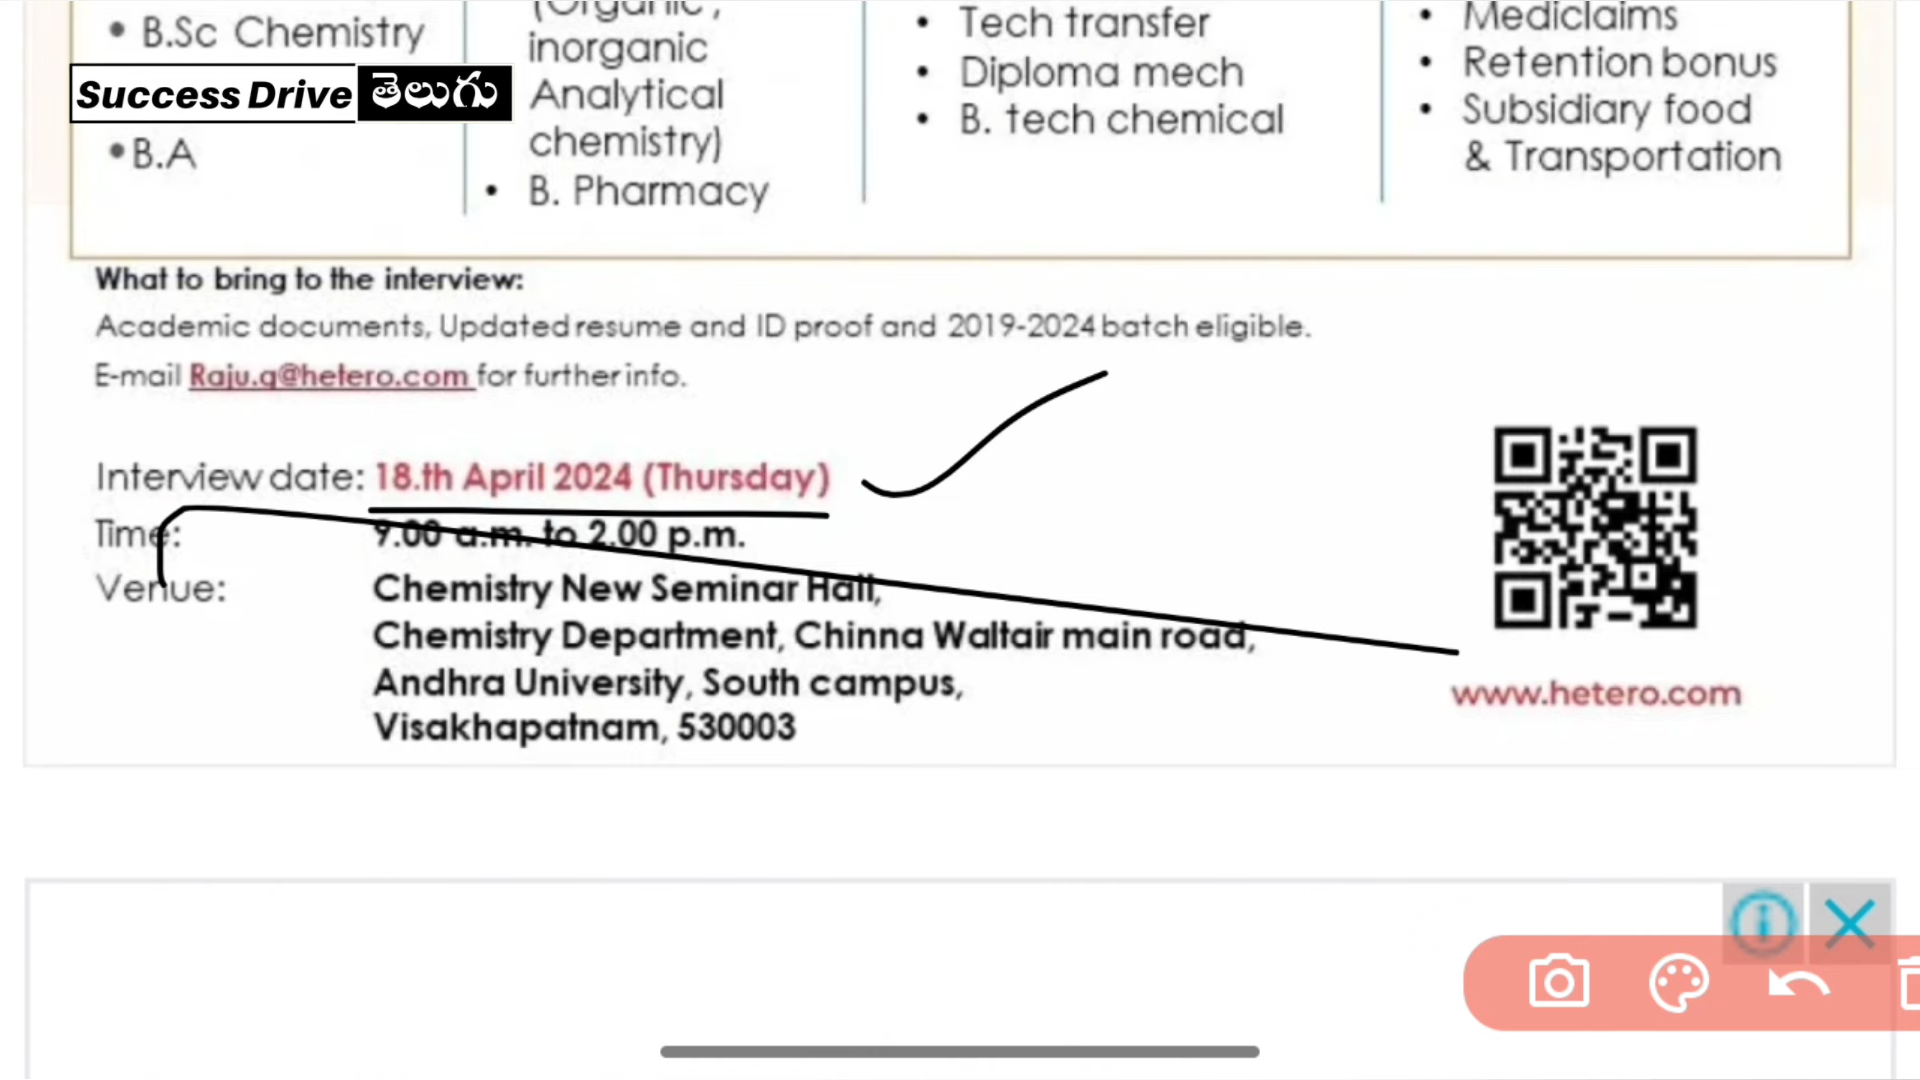 • B.Sc Chemistry
Success Drive తెలుగు
• B.A
(Organic,
inorganic
Analytical
chemistry)
• B. Pharmacy
• Tech transfer
• Diploma mech
• B. tech chemical
• Mediclaims
• Retention bonus
• Subsidiary food
& Transportation
What to bring to the interview:
Academic documents, Updated resume and ID proof and 2019-2024 batch eligible.
E-mail Raju.g@hetero.com for further info.
Interview date: 18.th April 2024 (Thursday)
Time: 9.00 a.m. to 2.00 p.m.
Venue: Chemistry New Seminar Hall,
Chemistry Department, Chinna Waltair main road,
Andhra University, South campus,
Visakhapatnam, 530003
www.hetero.com